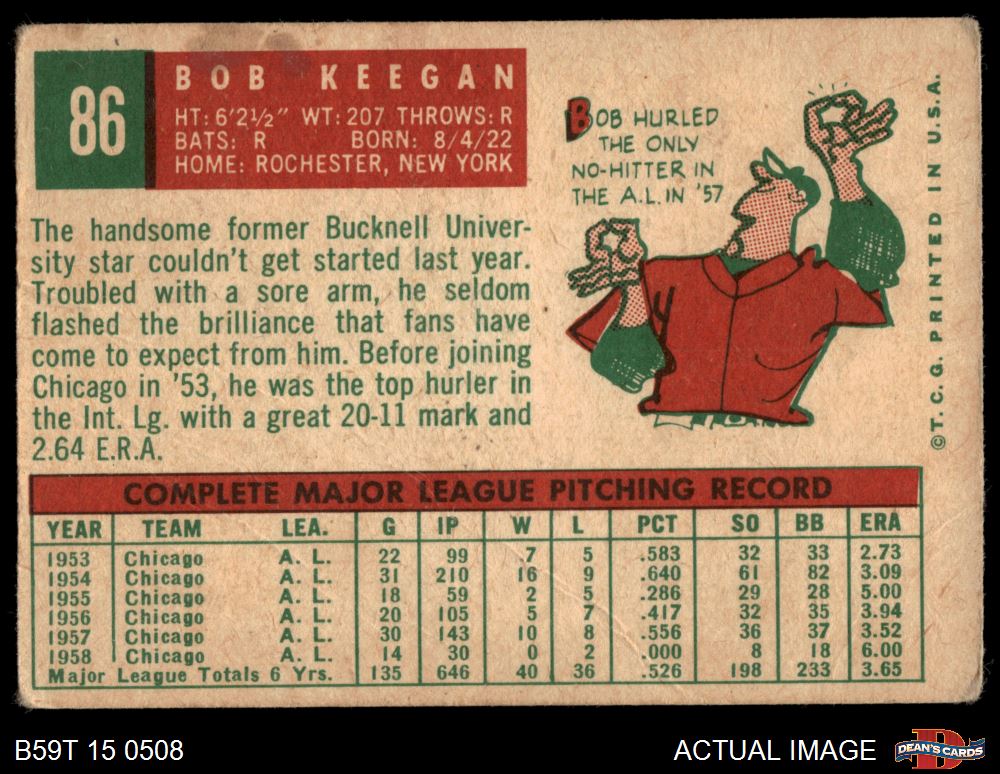 86
BOB KEEGAN
HT: 6'2½" WT: 207 THROWS: R
BATS: R BORN: 8/4/22
HOME: ROCHESTER, NEW YORK
The handsome former Bucknell Univer-
sity star couldn't get started last year.
Troubled with a sore arm, he seldom
flashed the brilliance that fans have
come to expect from him. Before joining
Chicago in '53, he was the top hurler in
the Int. Lg. with a great 20-11 mark and
2.64 E.R.A.
BOB HURLED
THE ONLY
NO-HITTER IN
THE A.L. IN '57
©T. C. G. PRINTED IN U.S.A.
COMPLETE MAJOR LEAGUE PITCHING RECORD
YEAR TEAM LEA. G IP W L PCT SO BB ERA
1953 Chicago A. L. 22 99 7 5 .583 32 33 2.73
1954 Chicago A. L. 31 210 16 9 .640 61 82 3.09
1955 Chicago A. L. 18 59 2 5 .286 29 28 5.00
1956 Chicago A. L. 20 105 5 7 .417 32 35 3.94
1957 Chicago A. L. 30 143 10 8 .556 36 37 3.52
1958 Chicago A. L. 14 30 0 2 .000 8 18 6.00
Major League Totals 6 Yrs. 135 646 40 36 .526 198 233 3.65
B59T 15 0508
ACTUAL IMAGE
D
DEAN'S CARDS